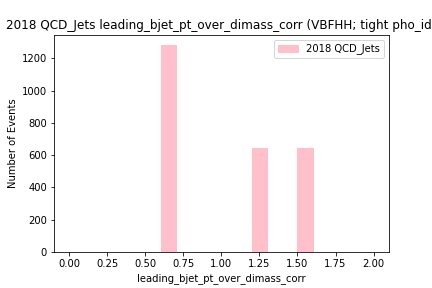 2018 QCD_Jets leading_bjet_pt_over_dimass_corr (VBFHH; tight pho_id
2018 QCD_Jets
Number of Events
1200
1000
800
600
400
200
0
0.00 0.25 0.50 0.75 1.00 1.25 1.50 1.75 2.00
leading_bjet_pt_over_dimass_corr